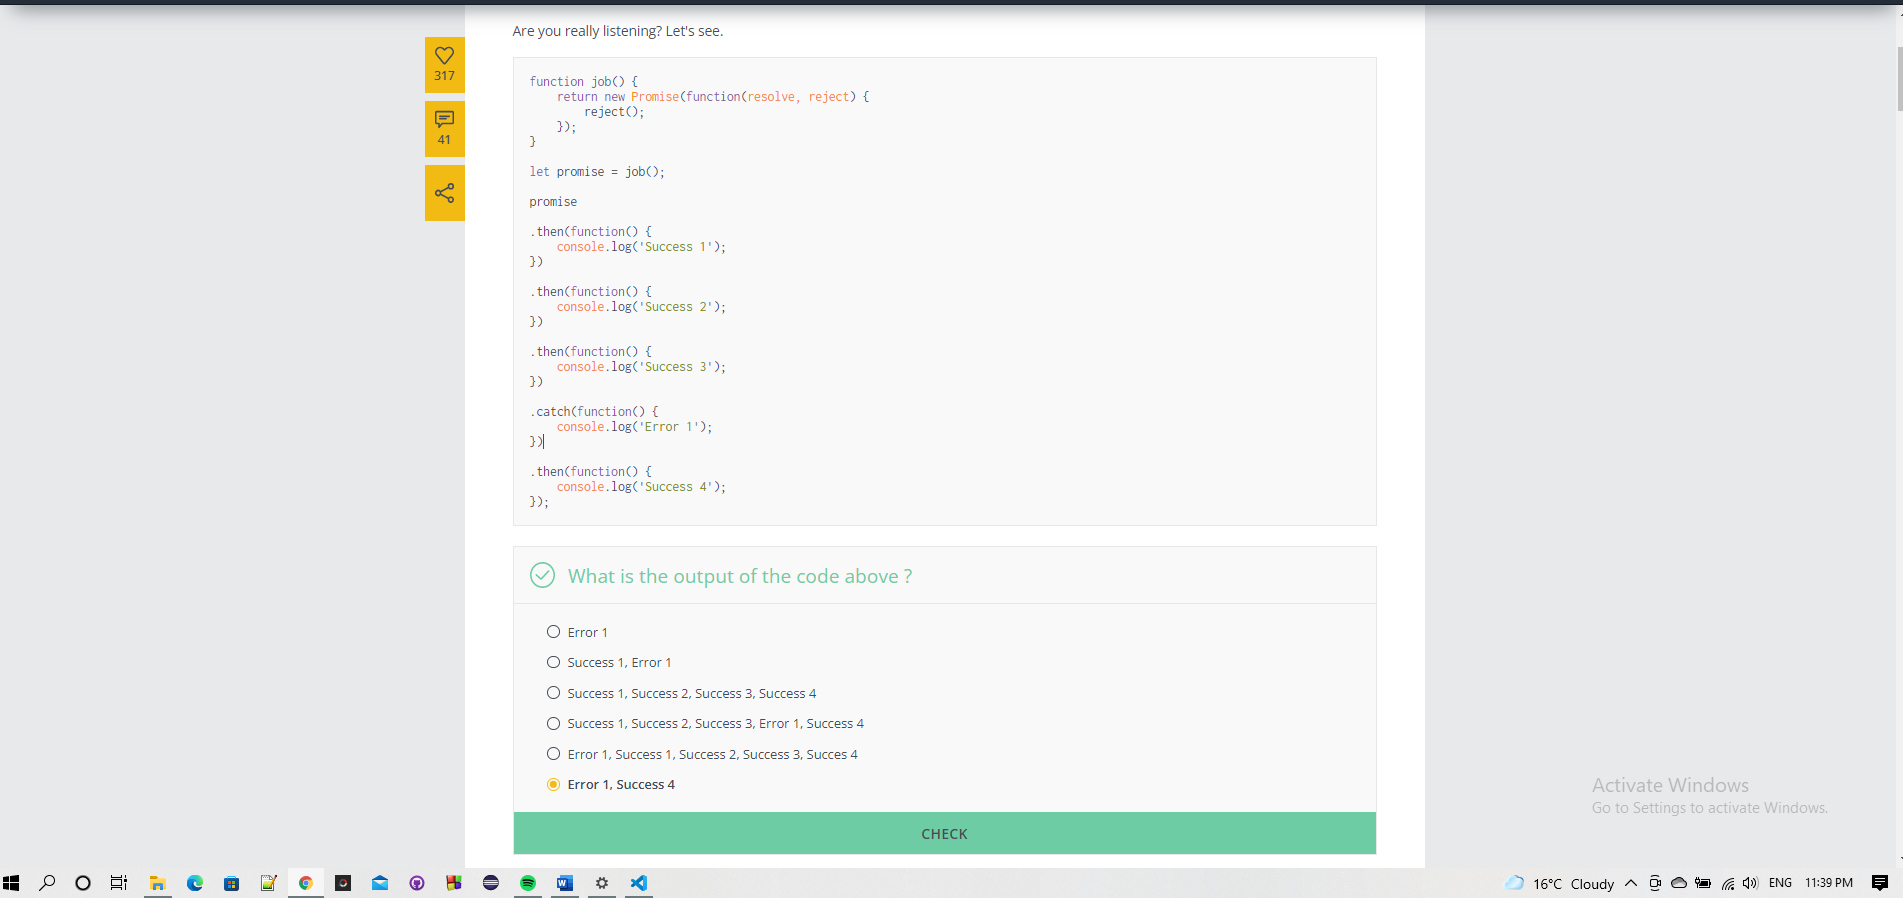 Are you really listening? Let's see.
317
41
function job() {
    return new Promise(function(resolve, reject) {
        reject();
    });
}
let promise = job();
promise
.then(function() {
    console.log('Success 1');
})
.then(function() {
    console.log('Success 2');
})
.then(function() {
    console.log('Success 3');
})
.catch(function() {
    console.log('Error 1');
})
.then(function() {
    console.log('Success 4');
});
What is the output of the code above ?
Error 1
Success 1, Error 1
Success 1, Success 2, Success 3, Success 4
Success 1, Success 2, Success 3, Error 1, Success 4
Error 1, Success 1, Success 2, Success 3, Succes 4
Error 1, Success 4
CHECK
Activate Windows
Go to Settings to activate Windows.
16°C Cloudy
ENG
11:39 PM